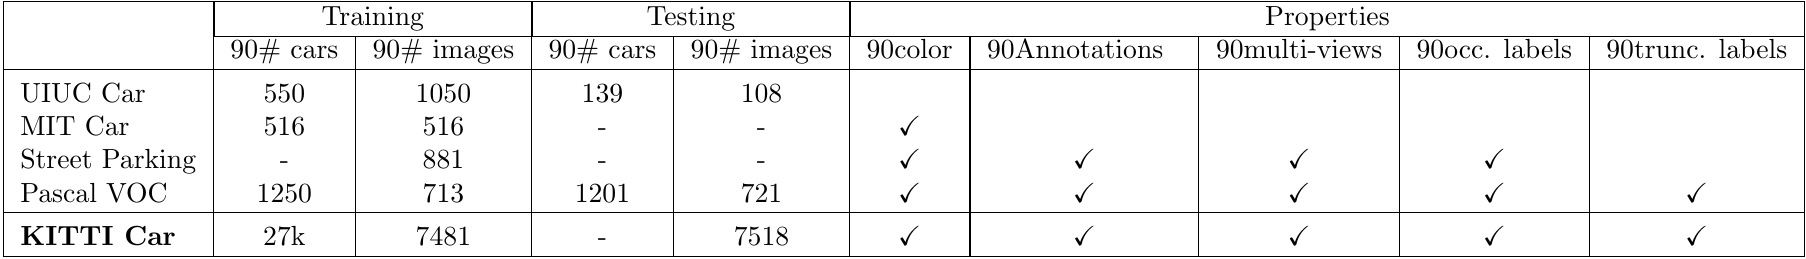 Training Testing Properties
90# cars 90# images 90# cars 90# images 90color 90Annotations 90multi-views 90occ. labels 90trunc. labels
UIUC Car 550 1050 139 108
MIT Car 516 516 - - ✓
Street Parking - 881 - - ✓ ✓ ✓ ✓
Pascal VOC 1250 713 1201 721 ✓ ✓ ✓ ✓ ✓
KITTI Car 27k 7481 - 7518 ✓ ✓ ✓ ✓ ✓